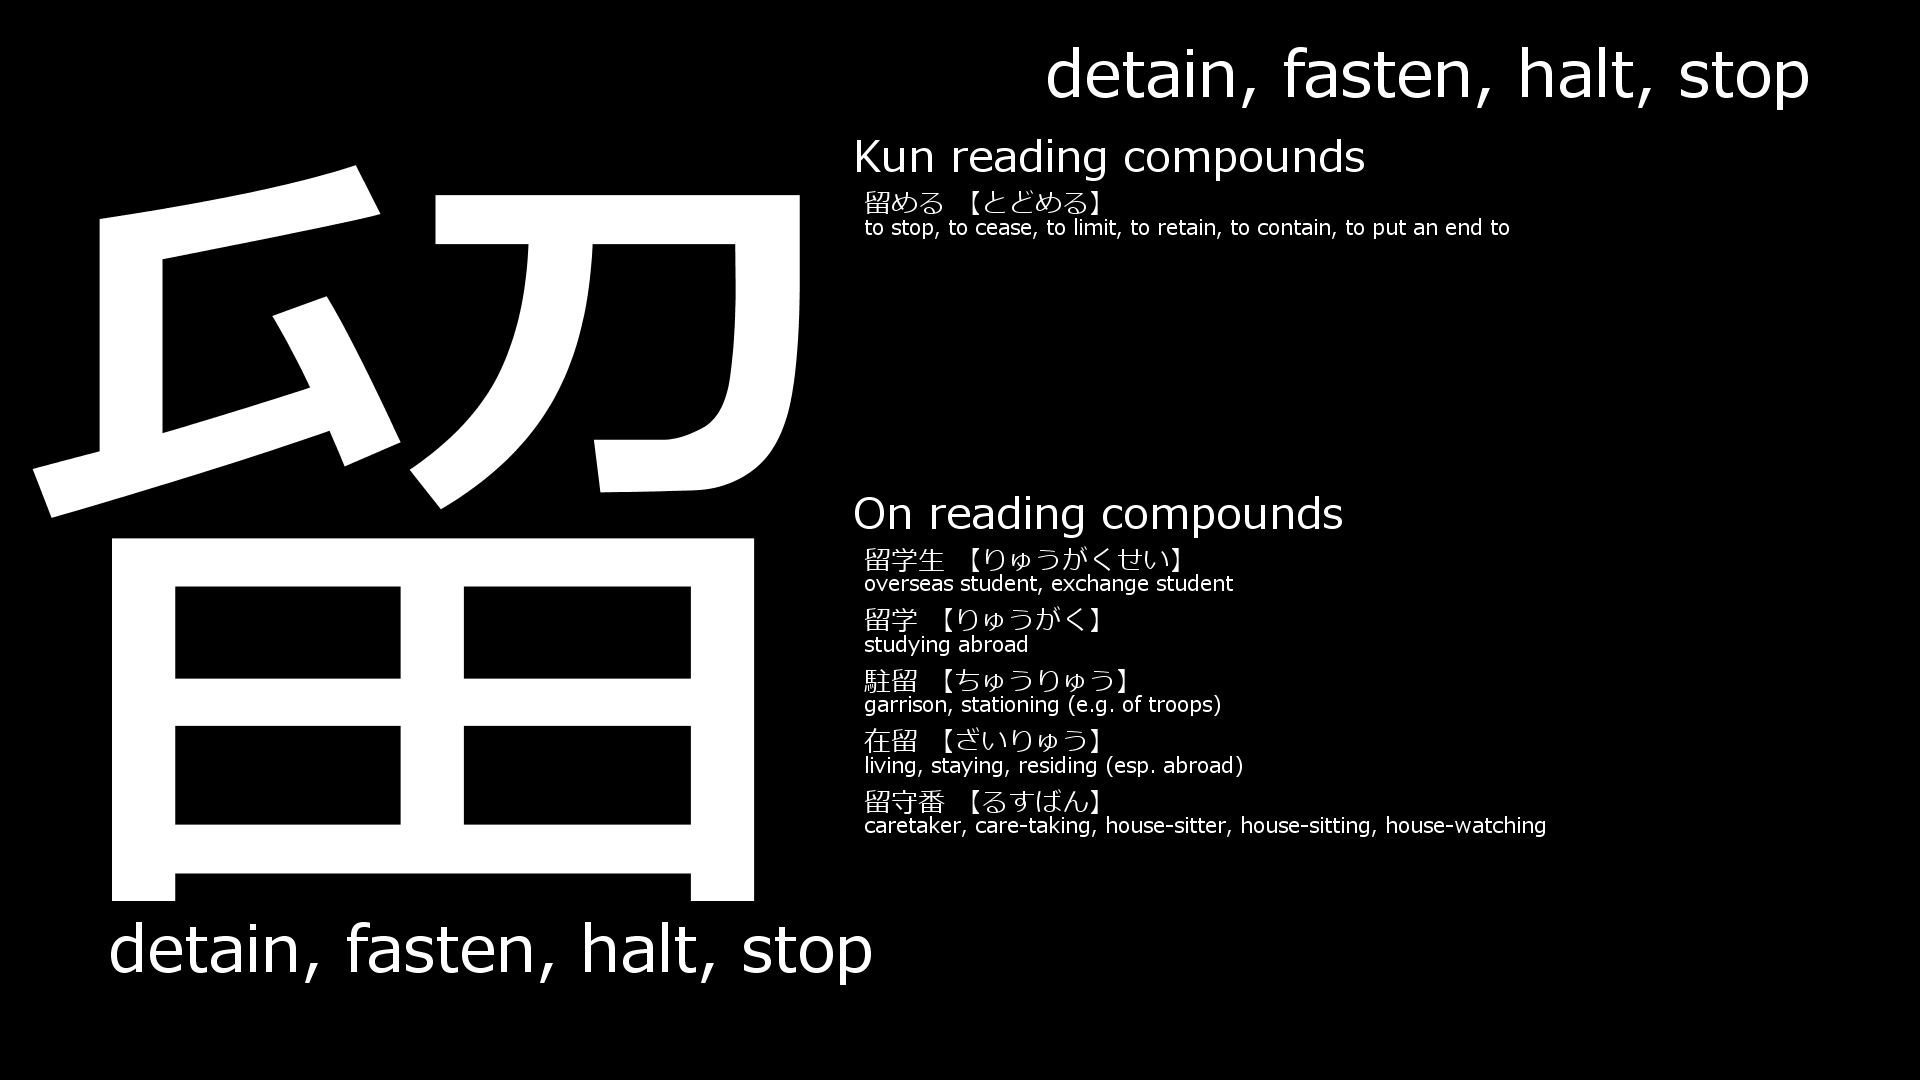 detain, fasten, halt, stop
留
detain, fasten, halt, stop
Kun reading compounds
留める 【とどめる】
to stop, to cease, to limit, to retain, to contain, to put an end to
On reading compounds
留学生 【りゅうがくせい】
overseas student, exchange student
留学 【りゅうがく】
studying abroad
駐留 【ちゅうりゅう】
garrison, stationing (e.g. of troops)
在留 【ざいりゅう】
living, staying, residing (esp. abroad)
留守番 【るすばん】
caretaker, care-taking, house-sitter, house-sitting, house-watching